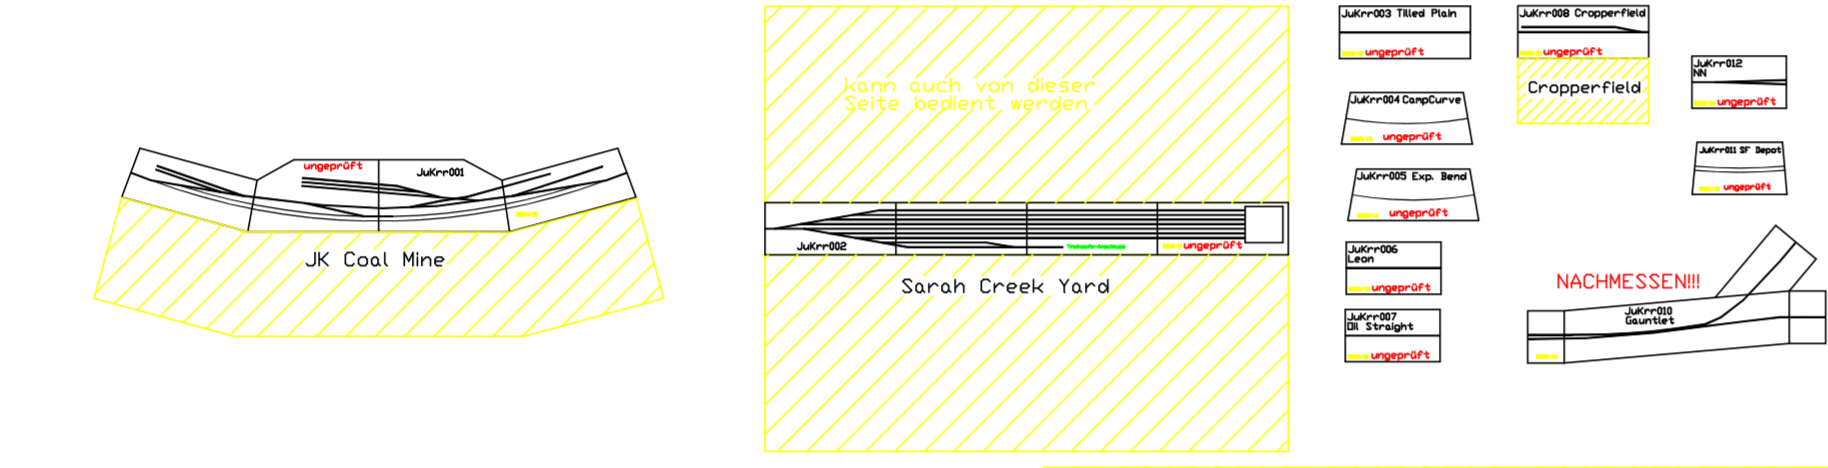 ungeprüft
JuKrr001
JK Coal Mine
kann auch von dieser
Seite bedient werden
JuKrr002
ungeprüft
Sarah Creek Yard
JuKrr003 Tilled Plain
ungeprüft
JuKrr004 CampCurve
ungeprüft
JuKrr005 Exp. Bend
ungeprüft
JuKrr006
Leon
ungeprüft
JuKrr007
Oil Straight
ungeprüft
JuKrr008 Cropperfield
ungeprüft
Cropperfield
JuKrr012
NN
ungeprüft
JuKrr011 SF Depot
ungeprüft
NACHMESSEN!!!
JuKrr010
Gauntlet